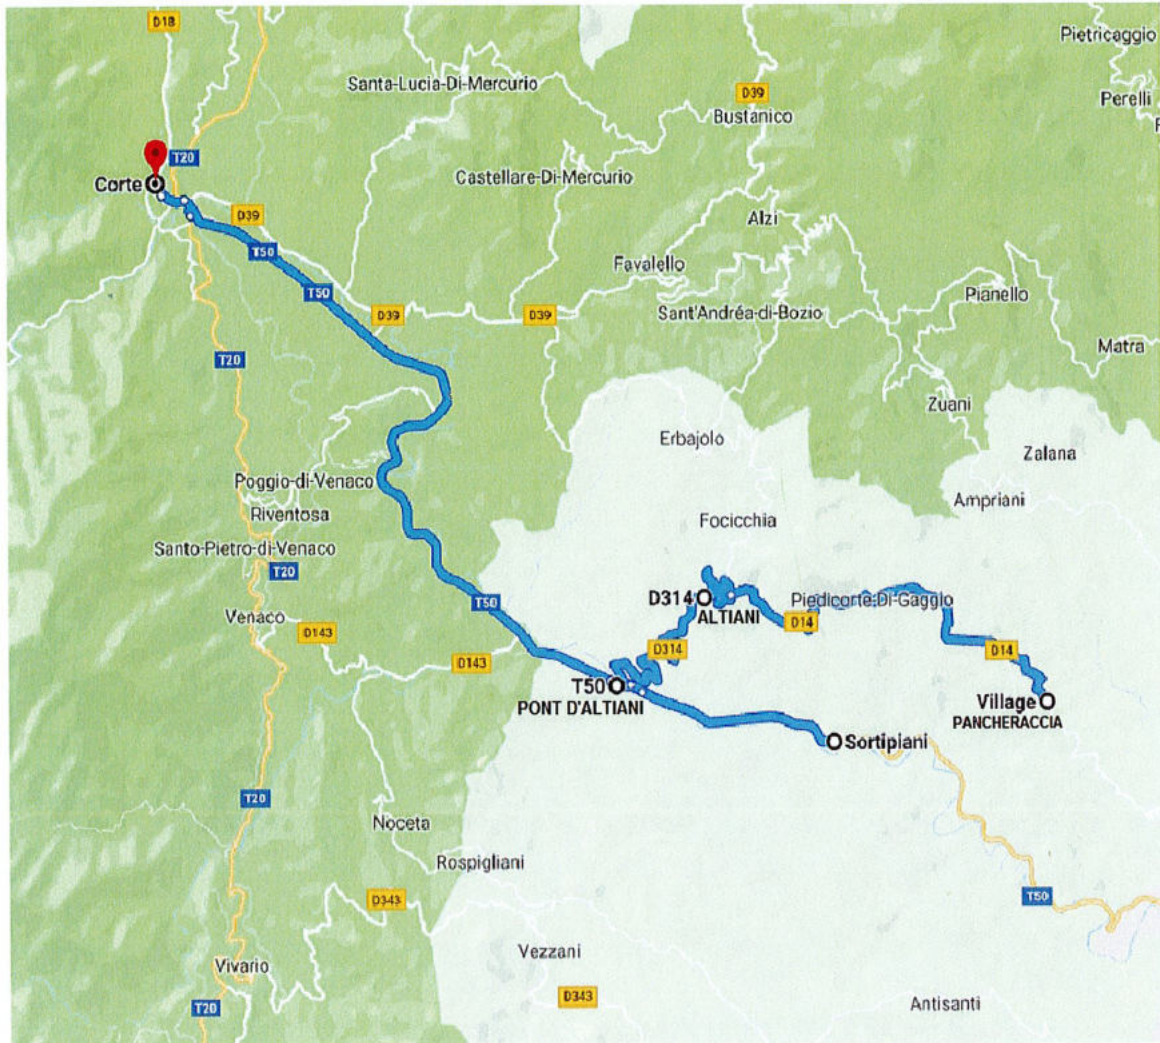 D18
Pietricaggio
Santa-Lucia-Di-Mercurio
D39
Perelli
Bustanico
T20
Corte
Castellare-Di-Mercurio
D39
Alzi
T50
Favalello
T50
Pianello
D39
D39
Sant'Andréa-di-Bozio
Matra
T20
Zuani
Erbajolo
Zalana
Poggio-di-Venaco
Ampriani
Riventosa
Focicchia
Santo-Pietro-di-Venaco
T20
T50
D314
Piedicorte-Di-Gaggio
ALTIANI
Venaco
D143
D14
D314
D14
D143
T50
PONT D'ALTIANI
Village
PANCHERACCIA
Sortipiani
T20
Noceta
Rospigliani
D343
T50
Vezzani
Vivario
D343
Antisanti
T20